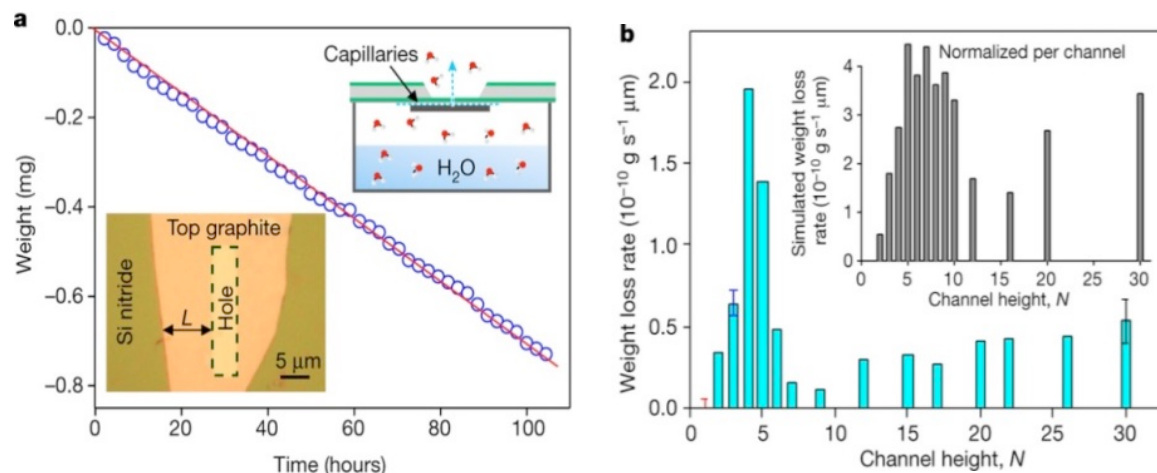 a
0.0
−0.2
−0.4
−0.6
−0.8
Weight (mg)
0 20 40 60 80 100
Time (hours)
Capillaries
H₂O
Top graphite
Si nitride
L
Hole
5 μm
b
2.0
1.5
1.0
0.5
0.0
Weight loss rate (10⁻¹⁰ g s⁻¹ μm)
0 5 10 15 20 25 30
Channel height, N
Normalized per channel
4
3
2
1
0
Simulated weight loss
rate (10⁻¹⁰ g s⁻¹ μm)
0 5 10 15 20 25 30
Channel height, N